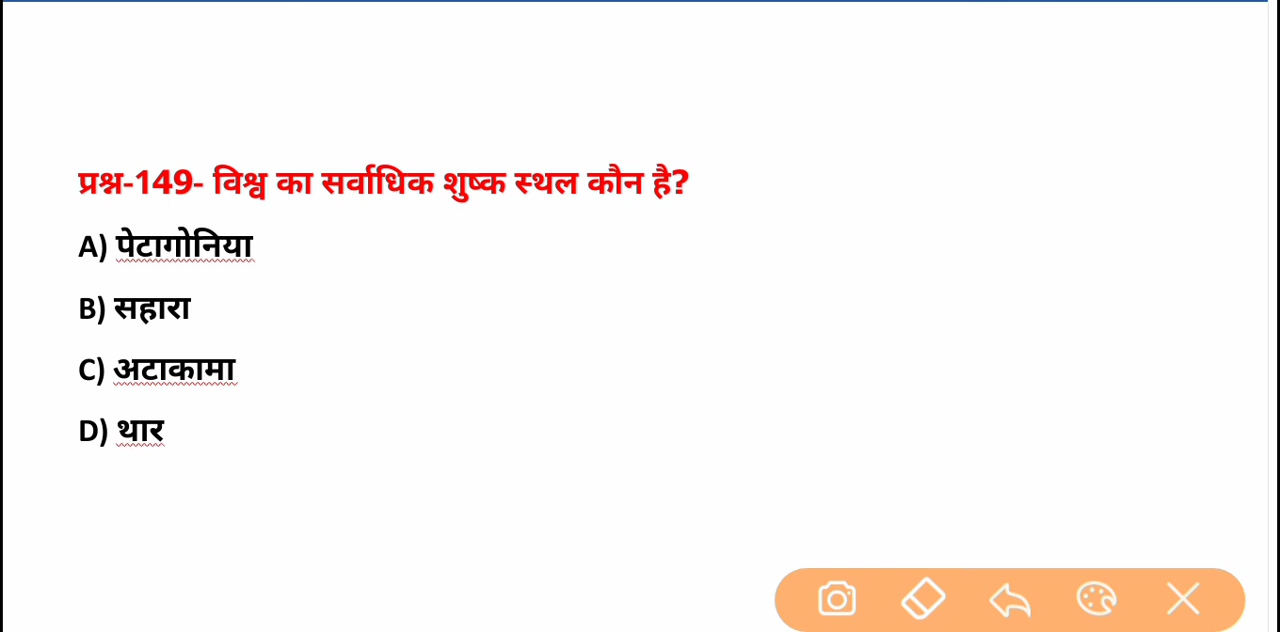 प्रश्न-149- विश्व का सर्वाधिक शुष्क स्थल कौन है?
A) पेटागोनिया
B) सहारा
C) अटाकामा
D) थार